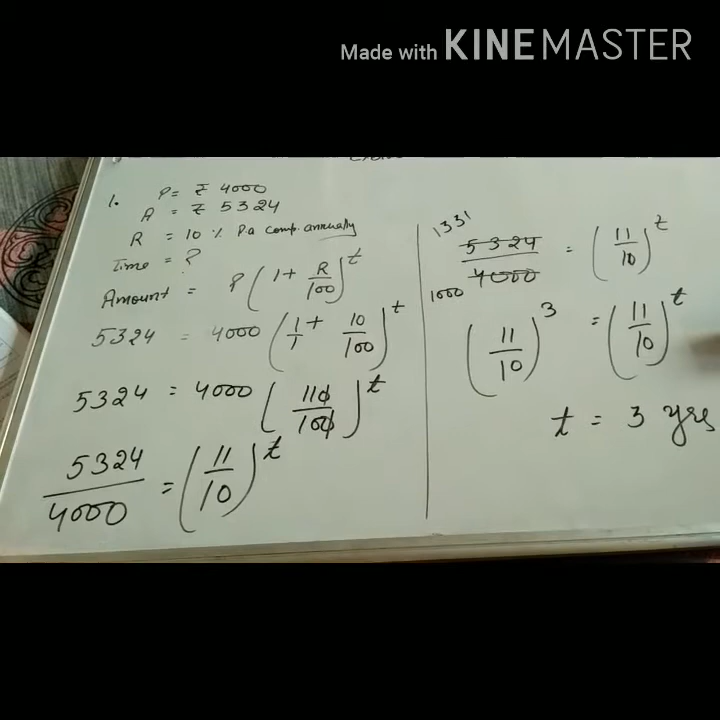 Made with KINEMASTER
1. P = ₹ 4000
A = ₹ 5324
R = 10 % Pa comp. annually
Time = ?
Amount = P (1 + R/100)^t
5324 = 4000 (1/1 + 10/100)^t
5324 = 4000 (110/100)^t
5324/4000 = (11/10)^t
1331
5324/4000 = (11/10)^t
1000
(11/10)^3 = (11/10)^t
t = 3 yrs